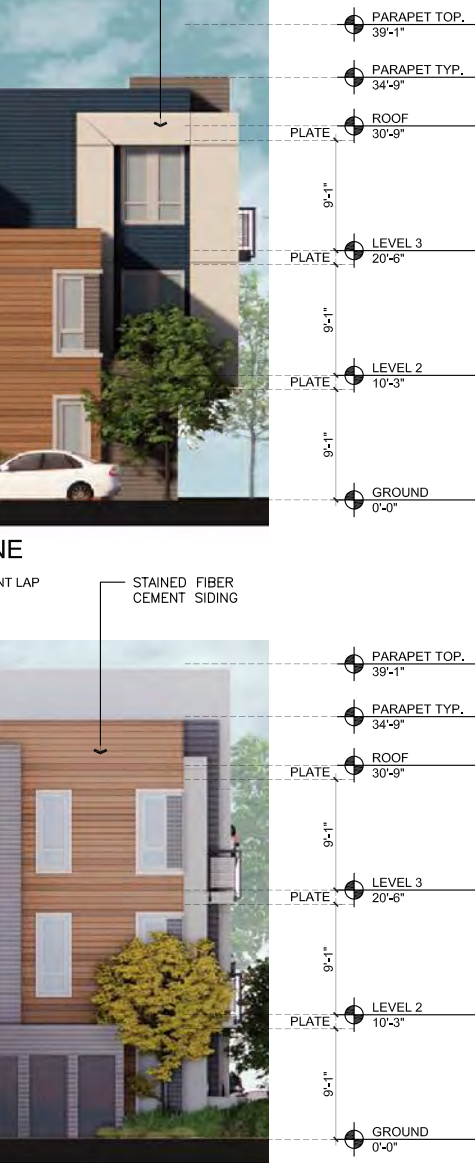 PARAPET TOP.
39'-1"
PARAPET TYP.
34'-9"
ROOF
30'-9"
PLATE
9'-1"
LEVEL 3
20'-6"
PLATE
9'-1"
LEVEL 2
10'-3"
PLATE
9'-1"
GROUND
0'-0"
NE
NT LAP
STAINED FIBER
CEMENT SIDING
PARAPET TOP.
39'-1"
PARAPET TYP.
34'-9"
ROOF
30'-9"
PLATE
9'-1"
LEVEL 3
20'-6"
PLATE
9'-1"
LEVEL 2
10'-3"
PLATE
9'-1"
GROUND
0'-0"